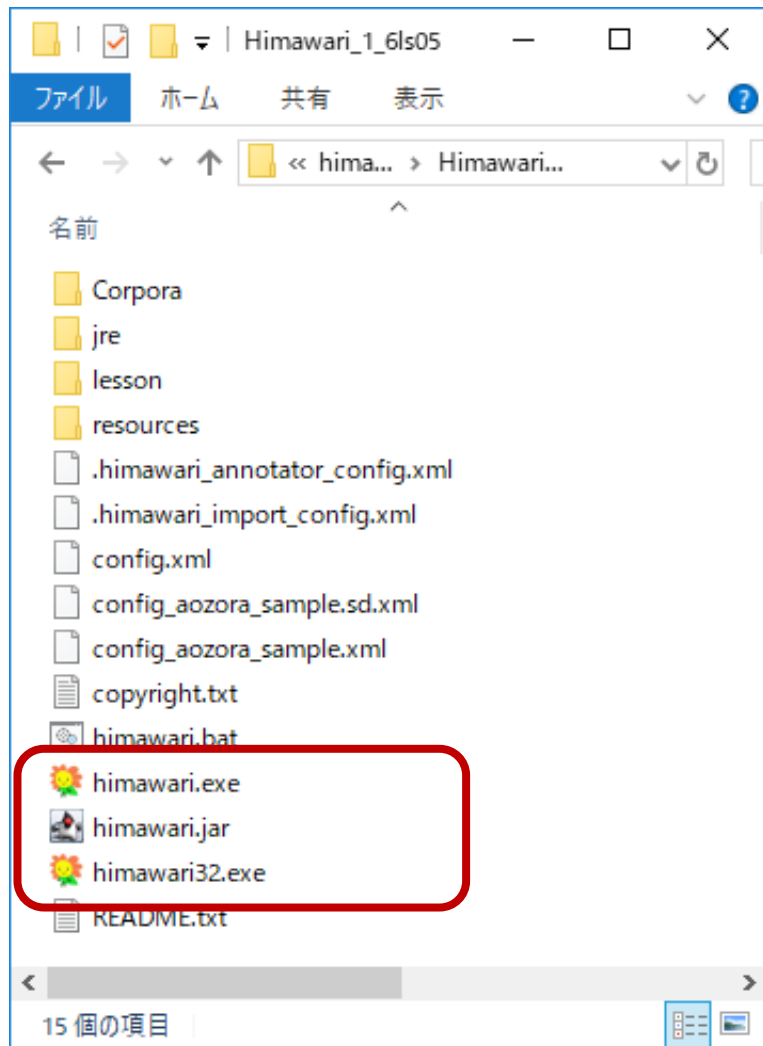 Himawari_1_6ls05
ファイル ホーム 共有 表示
« hima... › Himawari...
名前
Corpora
jre
lesson
resources
.himawari_annotator_config.xml
.himawari_import_config.xml
config.xml
config_aozora_sample.sd.xml
config_aozora_sample.xml
copyright.txt
himawari.bat
himawari.exe
himawari.jar
himawari32.exe
README.txt
15 個の項目